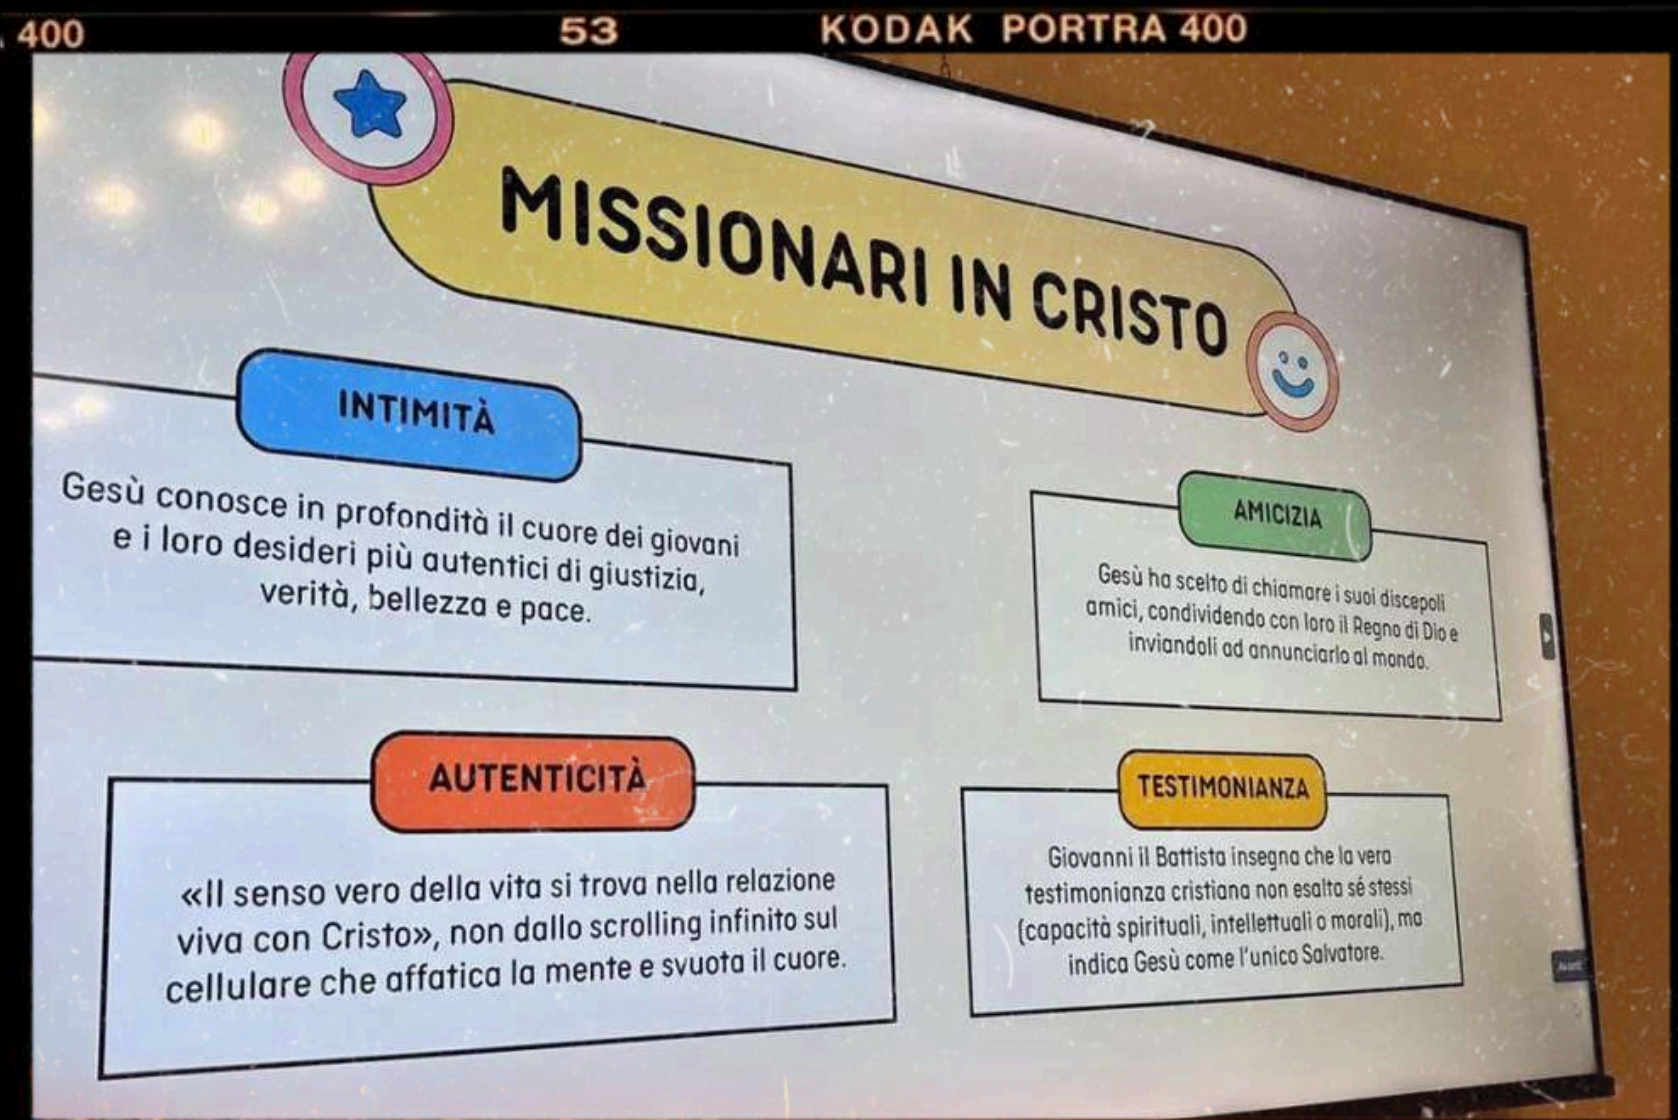 400
53
KODAK PORTRA 400
MISSIONARI IN CRISTO
INTIMITÀ
Gesù conosce in profondità il cuore dei giovani
e i loro desideri più autentici di giustizia,
verità, bellezza e pace.
AMICIZIA
Gesù ha scelto di chiamare i suoi discepoli
amici, condividendo con loro il Regno di Dio e
inviandoli ad annunciarlo al mondo.
AUTENTICITÀ
«Il senso vero della vita si trova nella relazione
viva con Cristo», non dallo scrolling infinito sul
cellulare che affatica la mente e svuota il cuore.
TESTIMONIANZA
Giovanni il Battista insegna che la vera
testimonianza cristiana non esalta sé stessi
(capacità spirituali, intellettuali o morali), ma
indica Gesù come l'unico Salvatore.